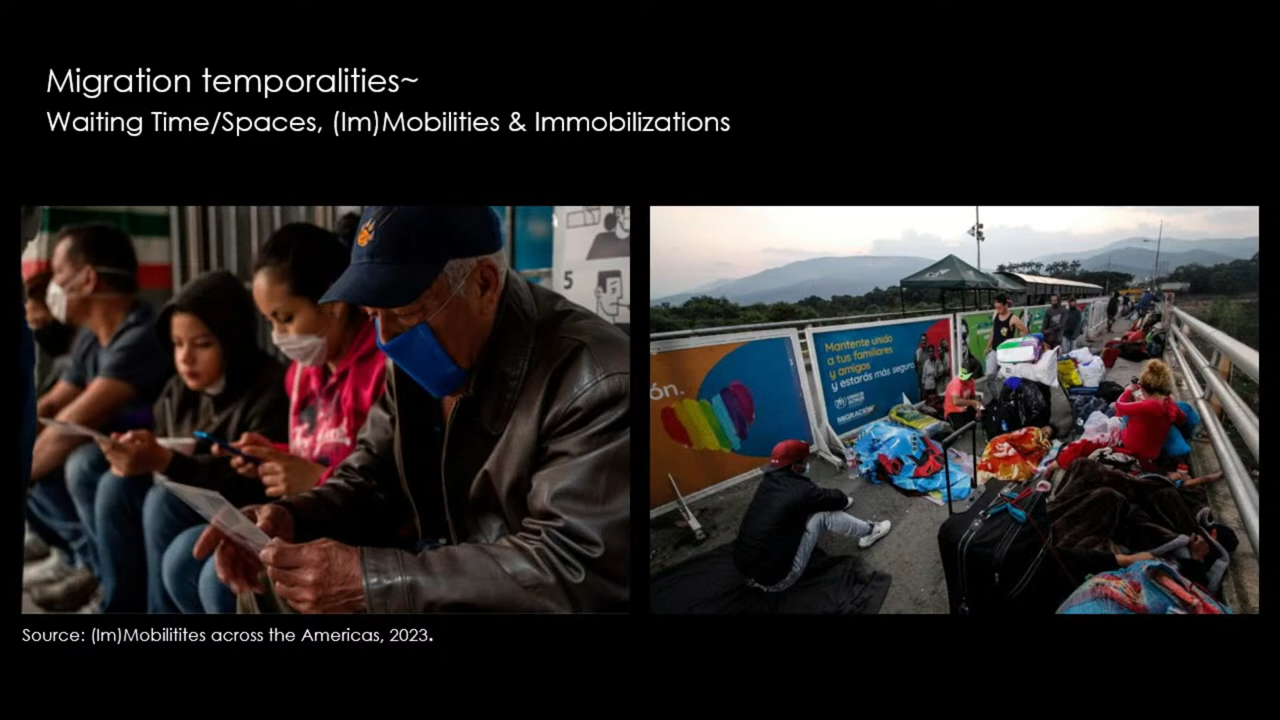 Migration temporalities~
Waiting Time/Spaces, (Im)Mobilities & Immobilizations
5
ón.
Mantente unido
a tus familiares
y amigos
y estarás más seguro
MIGRACIÓN
Source: (Im)Mobilitites across the Americas, 2023.